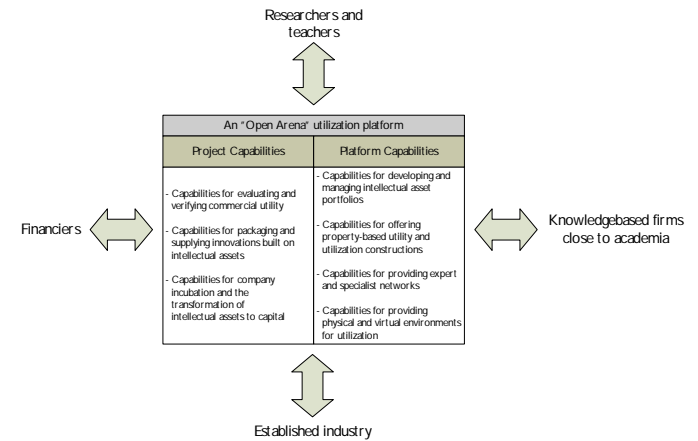 Researchers and
teachers
An "Open Arena" utilization platform
Project Capabilities
Platform Capabilities
- Capabilities for evaluating and
verifying commercial utility
- Capabilities for packaging and
supplying innovations built on
intellectual assets
- Capabilities for company
incubation and the
transformation of
intellectual assets to capital
- Capabilities for developing and
managing intellectual asset
portfolios
- Capabilities for offering
property-based utility and
utilization constructions
- Capabilities for providing expert
and specialist networks
- Capabilities for providing
physical and virtual environments
for utilization
Financiers
Knowledgebased firms
close to academia
Established industry